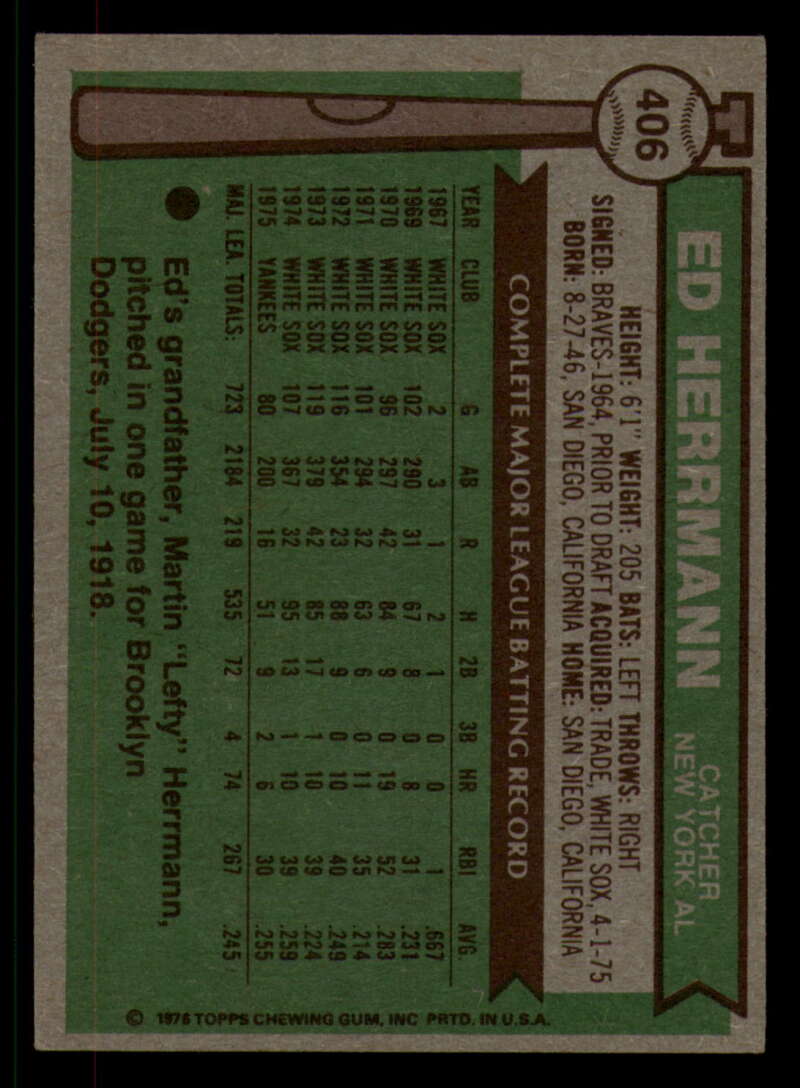 406
ED HERRMANN
CATCHER
NEW YORK AL
HEIGHT: 6'1" WEIGHT: 205 BATS: LEFT THROWS: RIGHT
SIGNED: BRAVES-1964, PRIOR TO DRAFT ACQUIRED: TRADE, WHITE SOX, 4-1-75
BORN: 8-27-46, SAN DIEGO, CALIFORNIA HOME: SAN DIEGO, CALIFORNIA
COMPLETE MAJOR LEAGUE BATTING RECORD
YEAR CLUB G AB R H 2B 3B HR RBI AVG.
1967 WHITE SOX 2 3 1 2 1 0 0 1 .667
1969 WHITE SOX 102 290 31 67 8 0 8 31 .231
1970 WHITE SOX 96 297 42 84 9 0 19 52 .283
1971 WHITE SOX 101 294 32 63 6 0 11 35 .214
1972 WHITE SOX 116 354 23 88 9 0 10 40 .249
1973 WHITE SOX 119 379 42 85 17 1 10 39 .224
1974 WHITE SOX 107 367 32 95 13 1 10 39 .259
1975 YANKEES 80 200 16 51 9 2 6 30 .255
MAJ. LEA. TOTALS: 723 2184 219 535 72 4 74 267 .245
Ed's grandfather, Martin "Lefty" Herrmann,
pitched in one game for Brooklyn
Dodgers, July 10, 1918.
© 1976 TOPPS CHEWING GUM, INC PRTD. IN U.S.A.